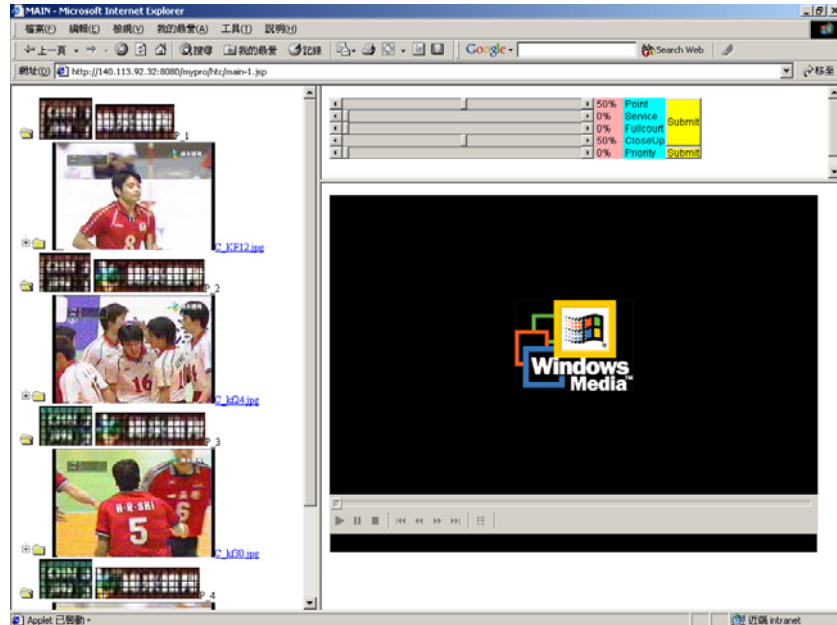 MAIN - Microsoft Internet Explorer
檔案(F) 編輯(E) 檢視(V) 我的最愛(A) 工具(T) 說明(H)
上一頁 搜尋 我的最愛 記錄 Google Search Web
網址(D) http://140.113.92.32:8080/mypro/htc/main-1.jsp 移至
P_1
8
C_KF12.jpg
P_2
16
C_kf24.jpg
P_3
H·R·SHI
5
6
C_kf30.jpg
P_4
50% Point
0% Service
0% Fullcourt
50% CloseUp
Submit
0% Priority Submit
Windows
Media™
Applet 已啟動。 近端 intranet